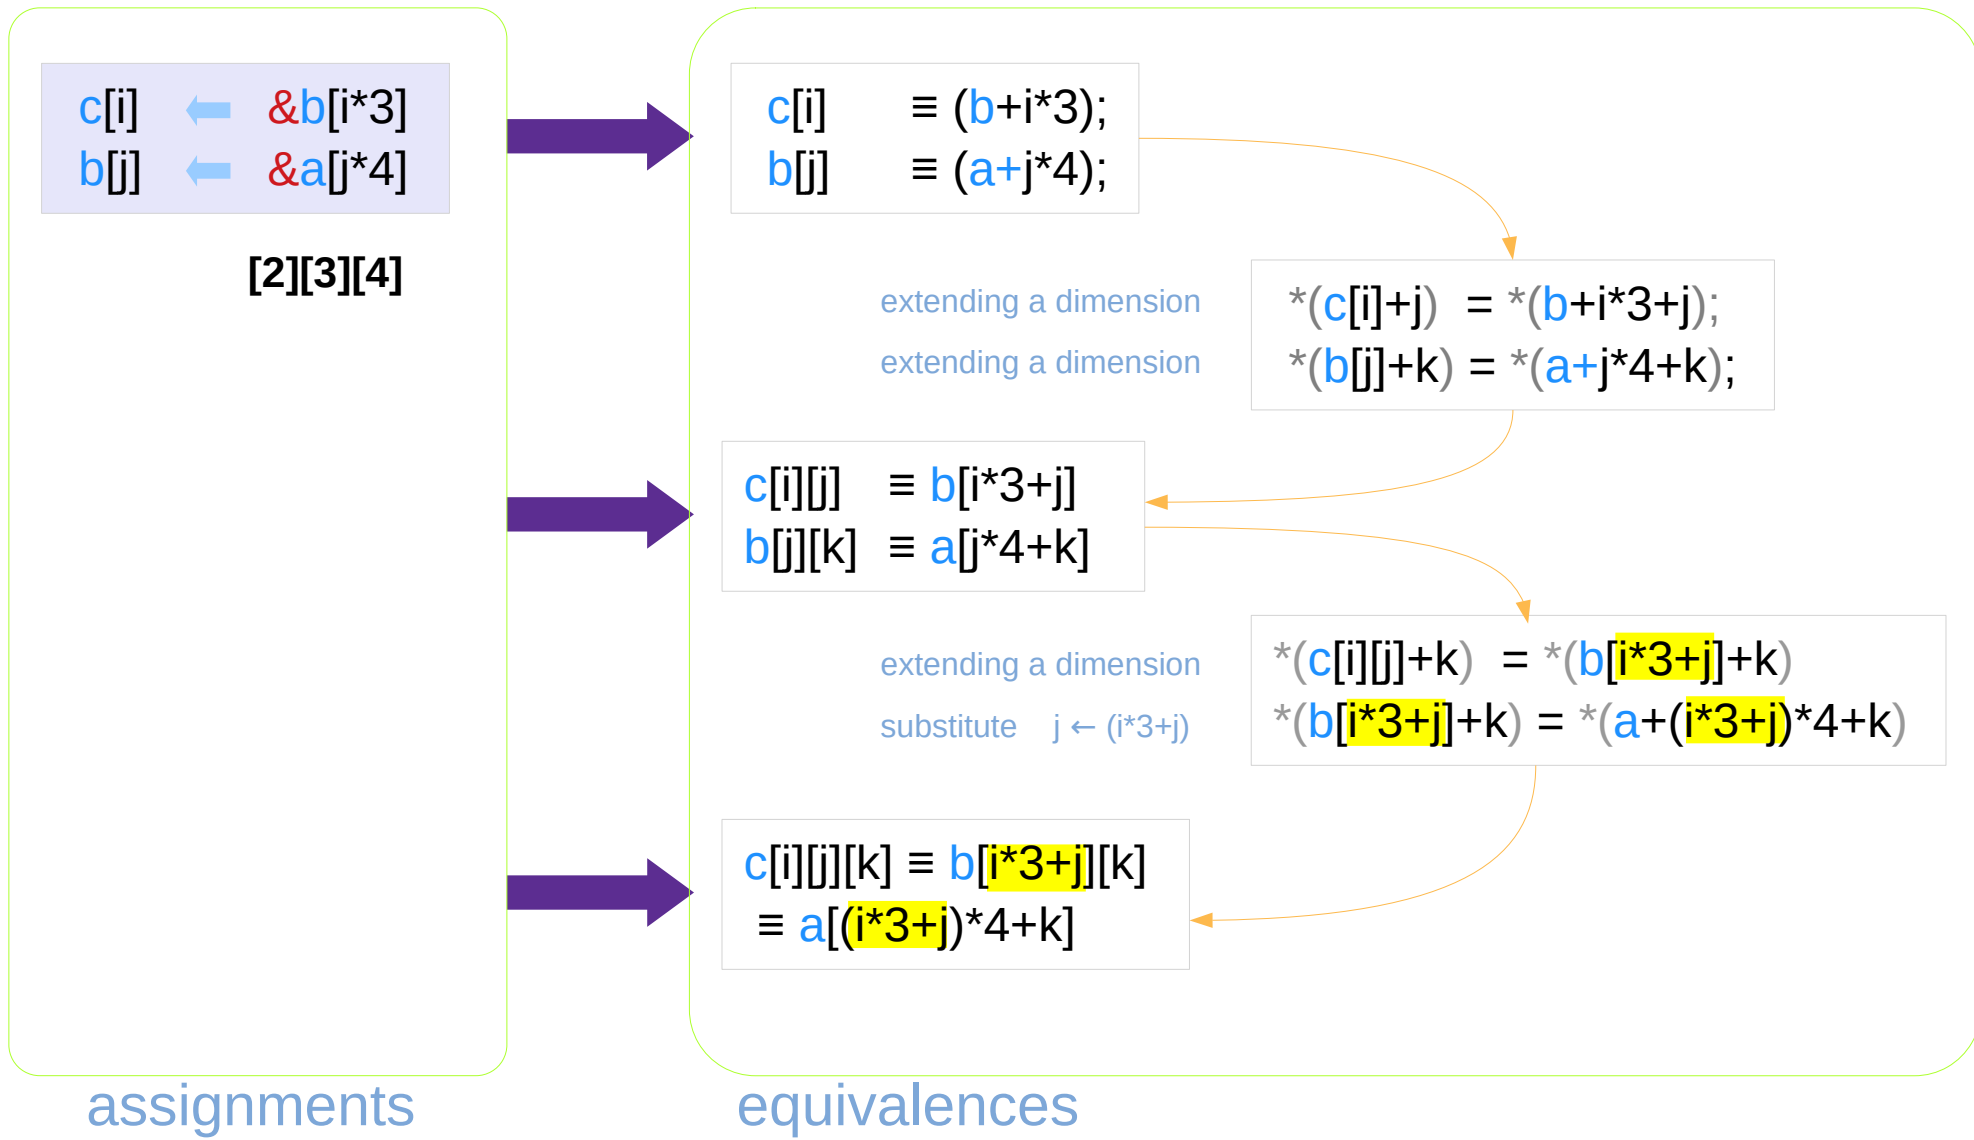 c[i] ⬅ &b[i*3]
b[j] ⬅ &a[j*4]
[2][3][4]
c[i] ≡ (b+i*3);
b[j] ≡ (a+j*4);
extending a dimension
extending a dimension
*(c[i]+j) = *(b+i*3+j);
*(b[j]+k) = *(a+j*4+k);
c[i][j] ≡ b[i*3+j]
b[j][k] ≡ a[j*4+k]
extending a dimension
substitute j ← (i*3+j)
*(c[i][j]+k) = *(b[i*3+j]+k)
*(b[i*3+j]+k) = *(a+(i*3+j)*4+k)
c[i][j][k] ≡ b[i*3+j][k]
≡ a[(i*3+j)*4+k]
assignments
equivalences